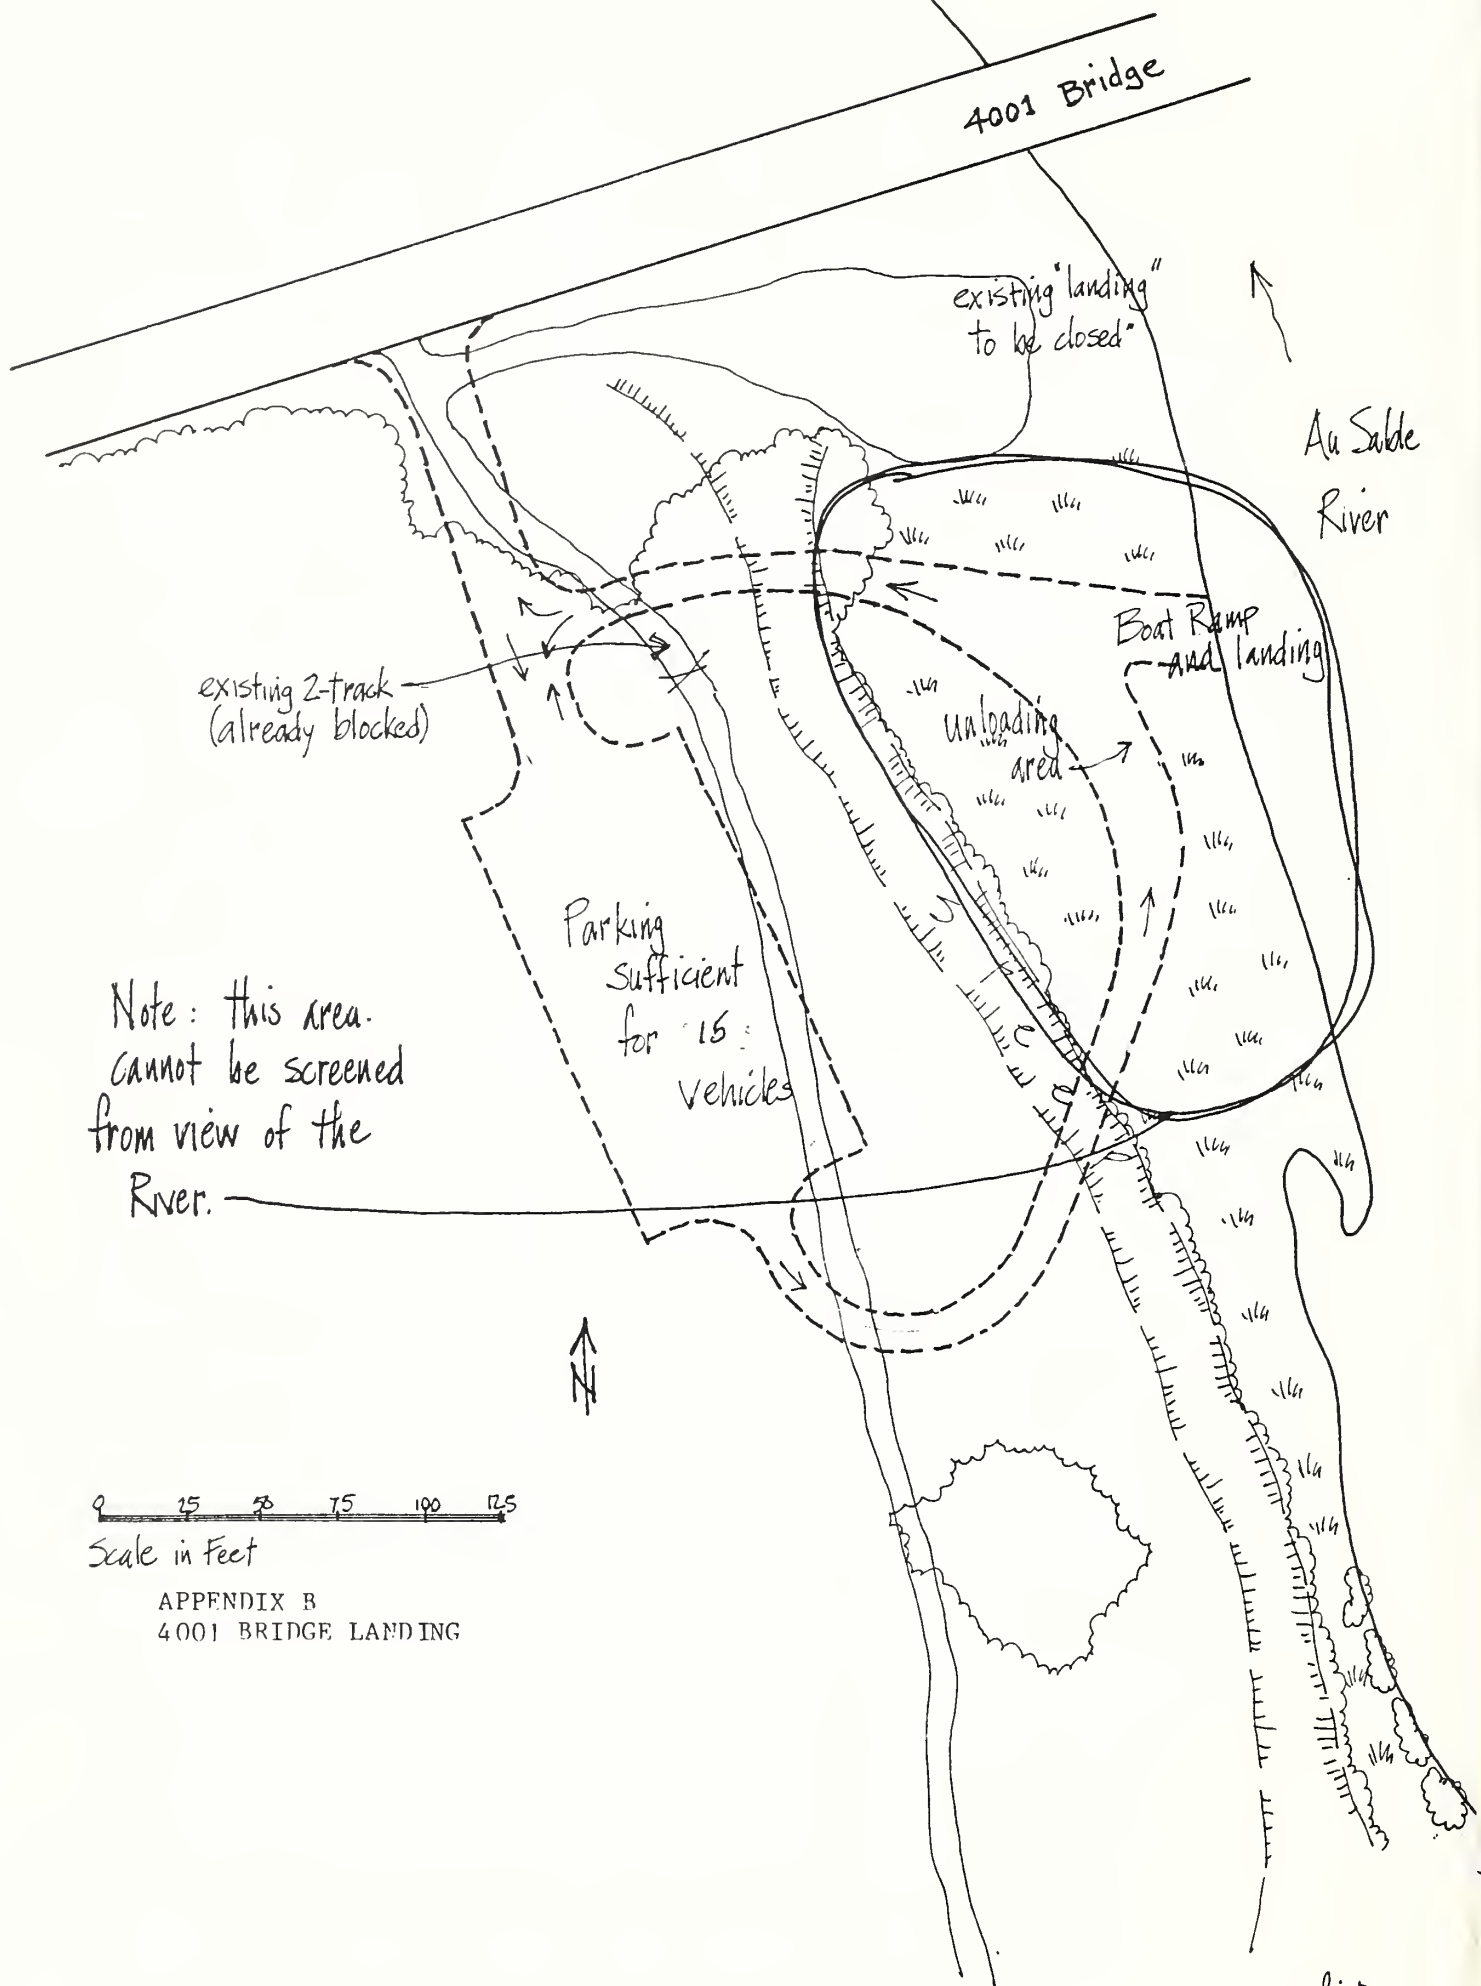 4001 Bridge
existing "landing"
to be closed"
Au Sable
River
Boat Ramp
and landing
existing 2-track
(already blocked)
unloading
area
Parking
sufficient
for 15
vehicles
Note: this area.
cannot be screened
from view of the
River.
N
0 25 50 75 100 125
Scale in Feet
APPENDIX B
4001 BRIDGE LANDING